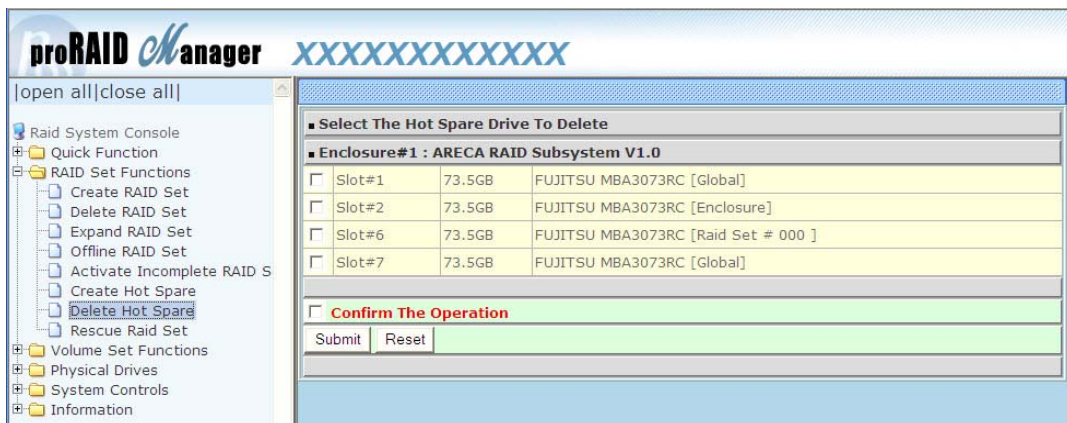 proRAID Manager XXXXXXXXXXXX
|open all|close all|
Raid System Console
Quick Function
RAID Set Functions
Create RAID Set
Delete RAID Set
Expand RAID Set
Offline RAID Set
Activate Incomplete RAID S
Create Hot Spare
Delete Hot Spare
Rescue Raid Set
Volume Set Functions
Physical Drives
System Controls
Information
▪ Select The Hot Spare Drive To Delete
▪ Enclosure#1 : ARECA RAID Subsystem V1.0
Slot#1 73.5GB FUJITSU MBA3073RC [Global]
Slot#2 73.5GB FUJITSU MBA3073RC [Enclosure]
Slot#6 73.5GB FUJITSU MBA3073RC [Raid Set # 000 ]
Slot#7 73.5GB FUJITSU MBA3073RC [Global]
Confirm The Operation
Submit Reset